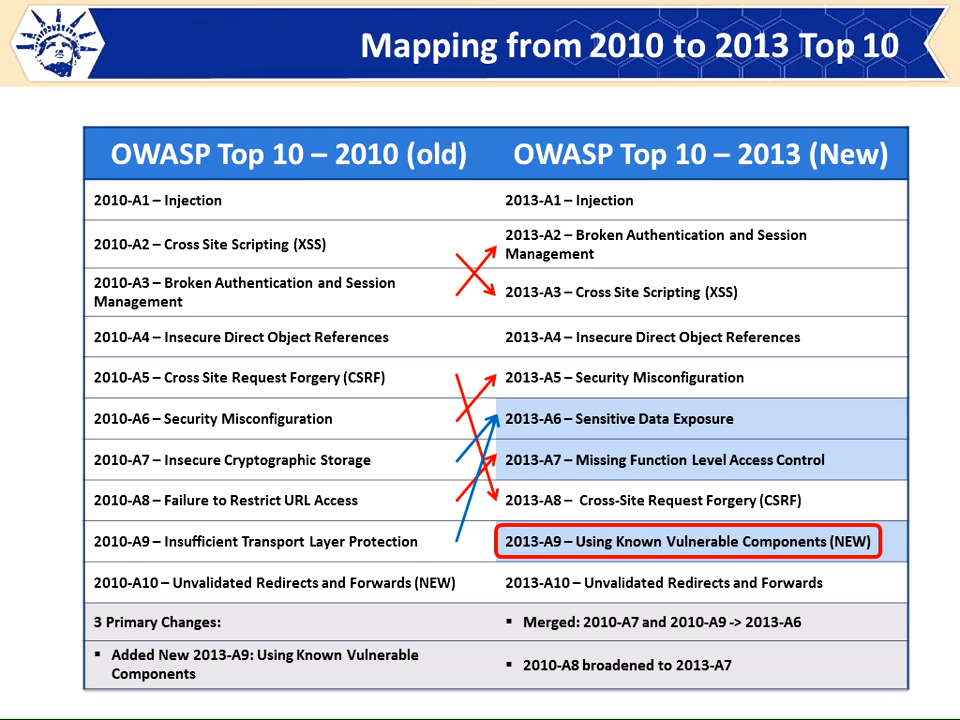 Mapping from 2010 to 2013 Top 10
OWASP Top 10 – 2010 (old)
OWASP Top 10 – 2013 (New)
2010-A1 – Injection
2013-A1 – Injection
2010-A2 – Cross Site Scripting (XSS)
2013-A2 – Broken Authentication and Session
Management
2010-A3 – Broken Authentication and Session
Management
2013-A3 – Cross Site Scripting (XSS)
2010-A4 – Insecure Direct Object References
2013-A4 – Insecure Direct Object References
2010-A5 – Cross Site Request Forgery (CSRF)
2013-A5 – Security Misconfiguration
2010-A6 – Security Misconfiguration
2013-A6 – Sensitive Data Exposure
2010-A7 – Insecure Cryptographic Storage
2013-A7 – Missing Function Level Access Control
2010-A8 – Failure to Restrict URL Access
2013-A8 – Cross-Site Request Forgery (CSRF)
2010-A9 – Insufficient Transport Layer Protection
2013-A9 – Using Known Vulnerable Components (NEW)
2010-A10 – Unvalidated Redirects and Forwards (NEW)
2013-A10 – Unvalidated Redirects and Forwards
3 Primary Changes:
▪ Merged: 2010-A7 and 2010-A9 -> 2013-A6
▪ Added New 2013-A9: Using Known Vulnerable
Components
▪ 2010-A8 broadened to 2013-A7